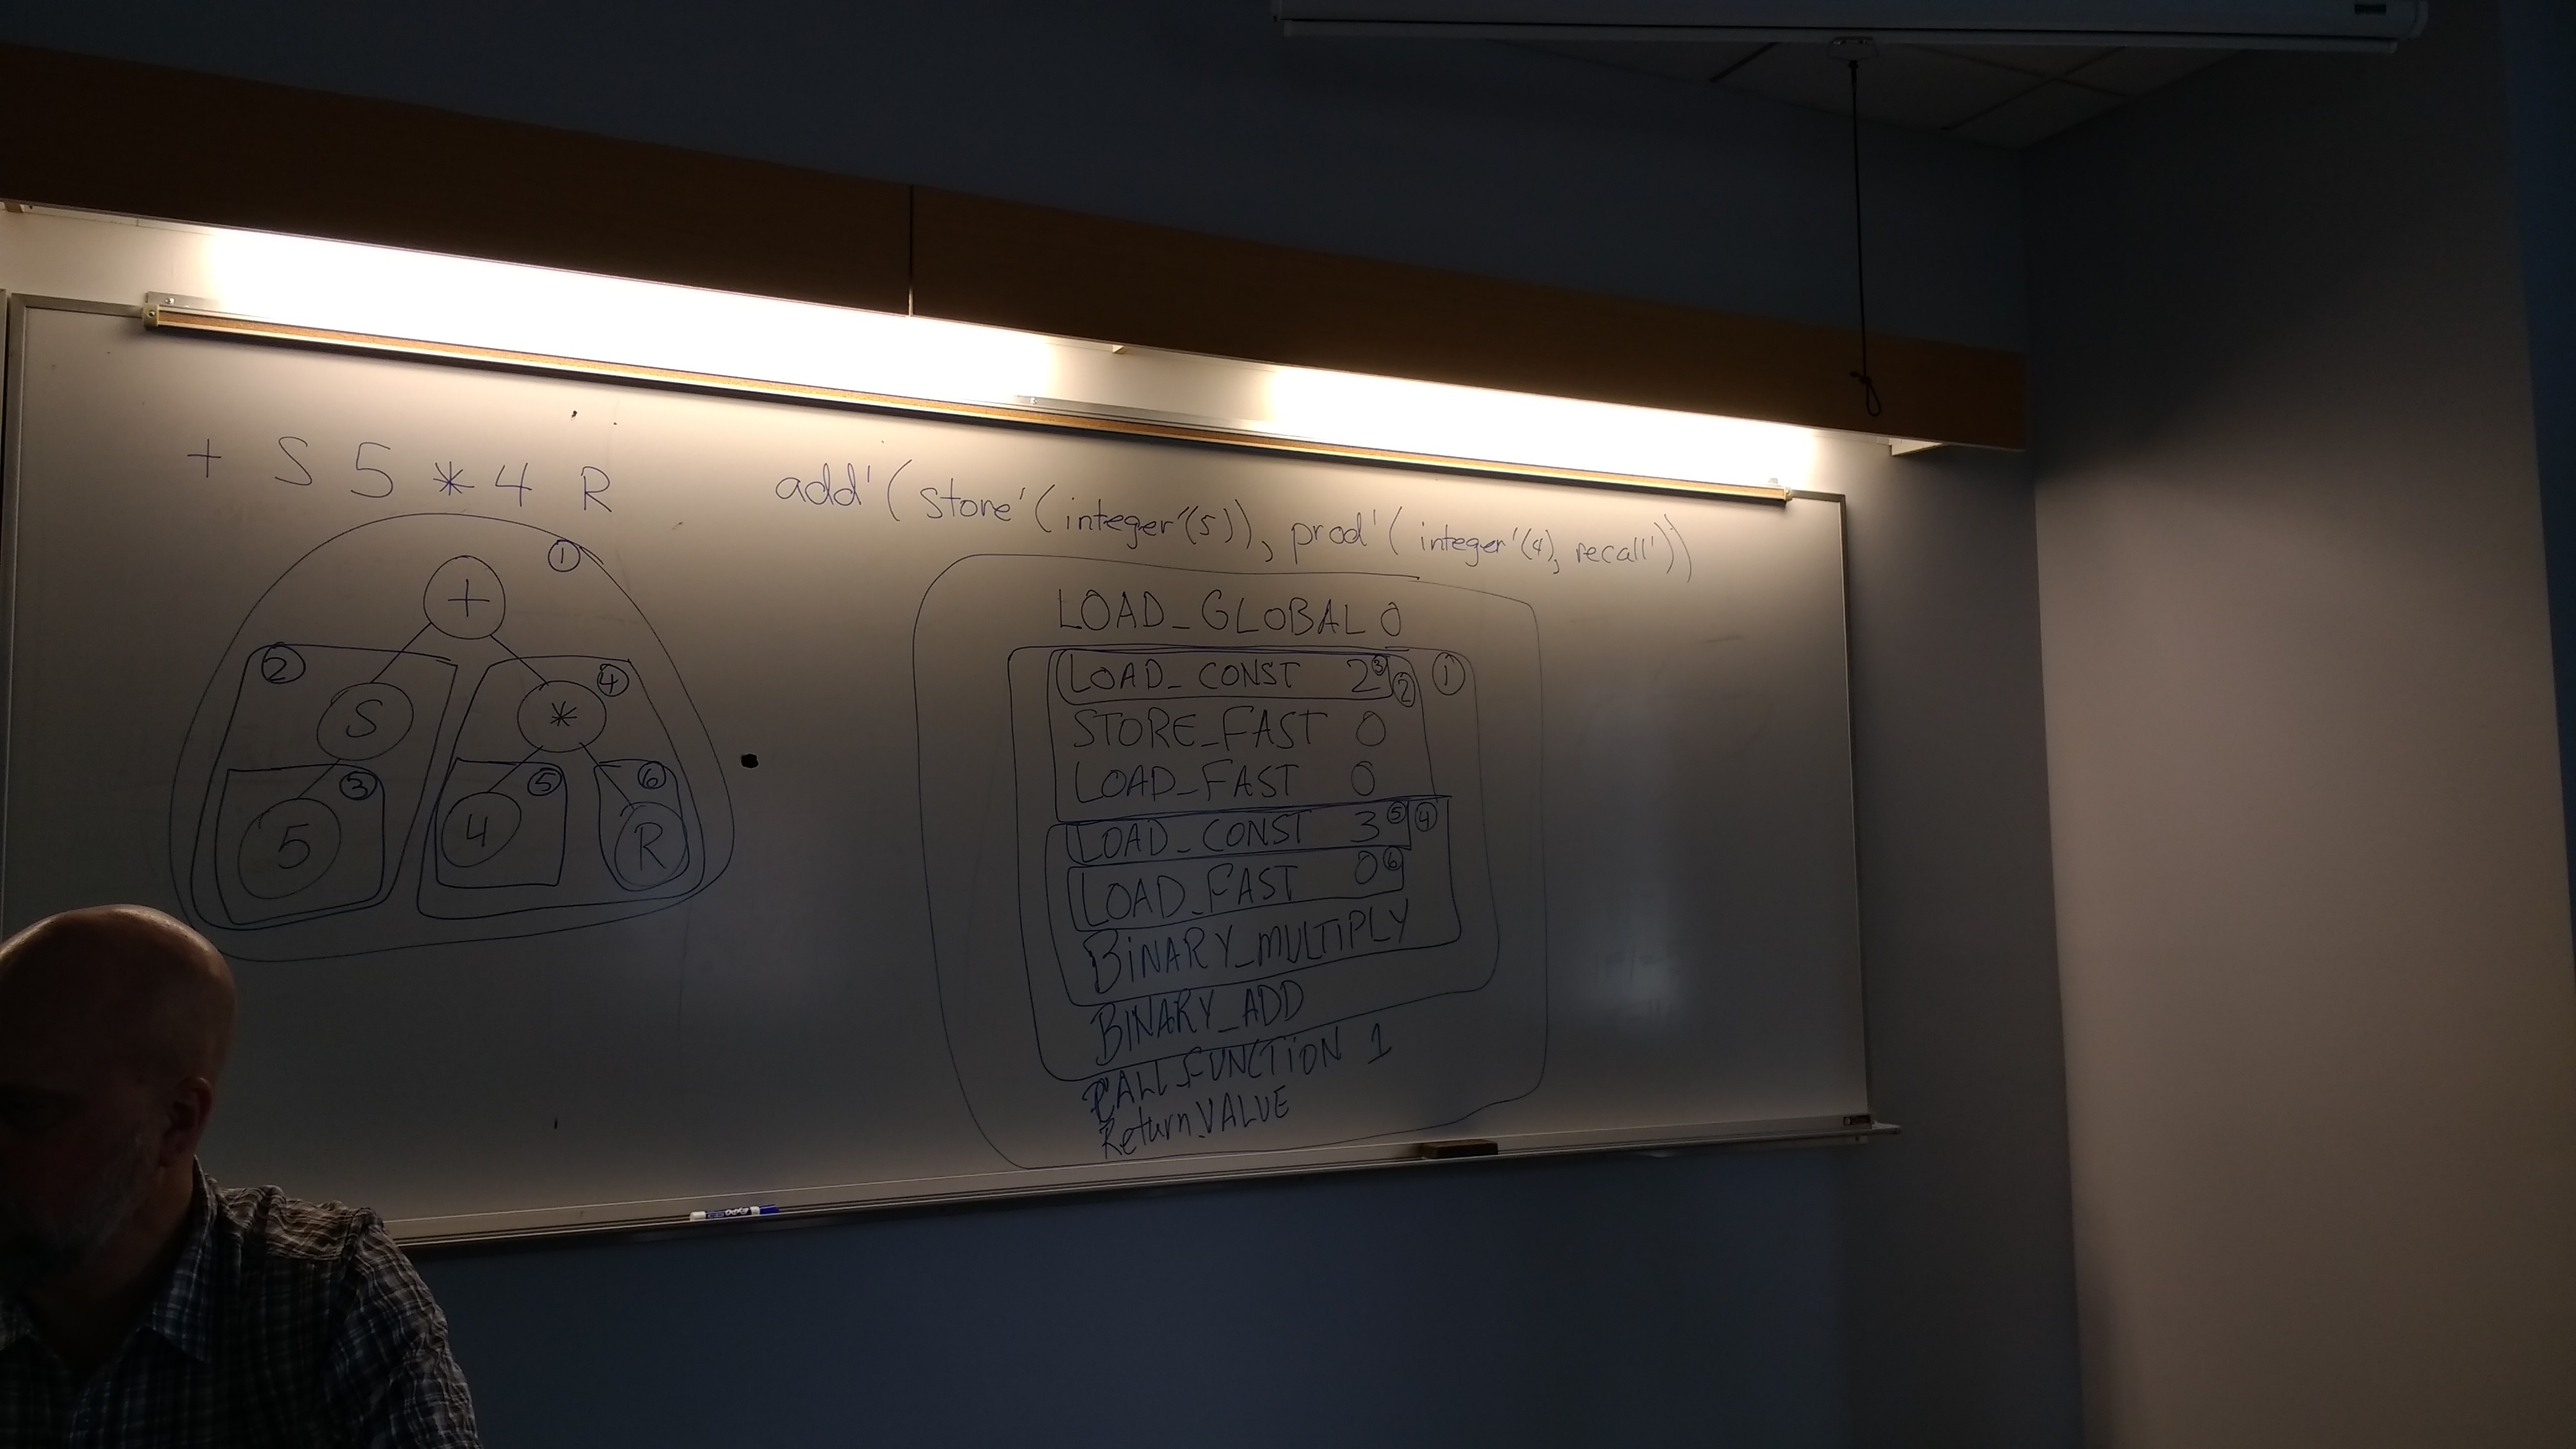 + S 5 * 4 R
add'(store'(integer'(5)), prod'(integer'(4), recall'))
1
+
2
4
S
*
3
5
6
5
4
R
LOAD_GLOBAL 0
LOAD_CONST 2 3 2 1
STORE_FAST 0
LOAD_FAST 0
LOAD_CONST 3 5 4
LOAD_FAST 0 6
BINARY_MULTIPLY
BINARY_ADD
CALL_FUNCTION 1
Return_VALUE
EXPO